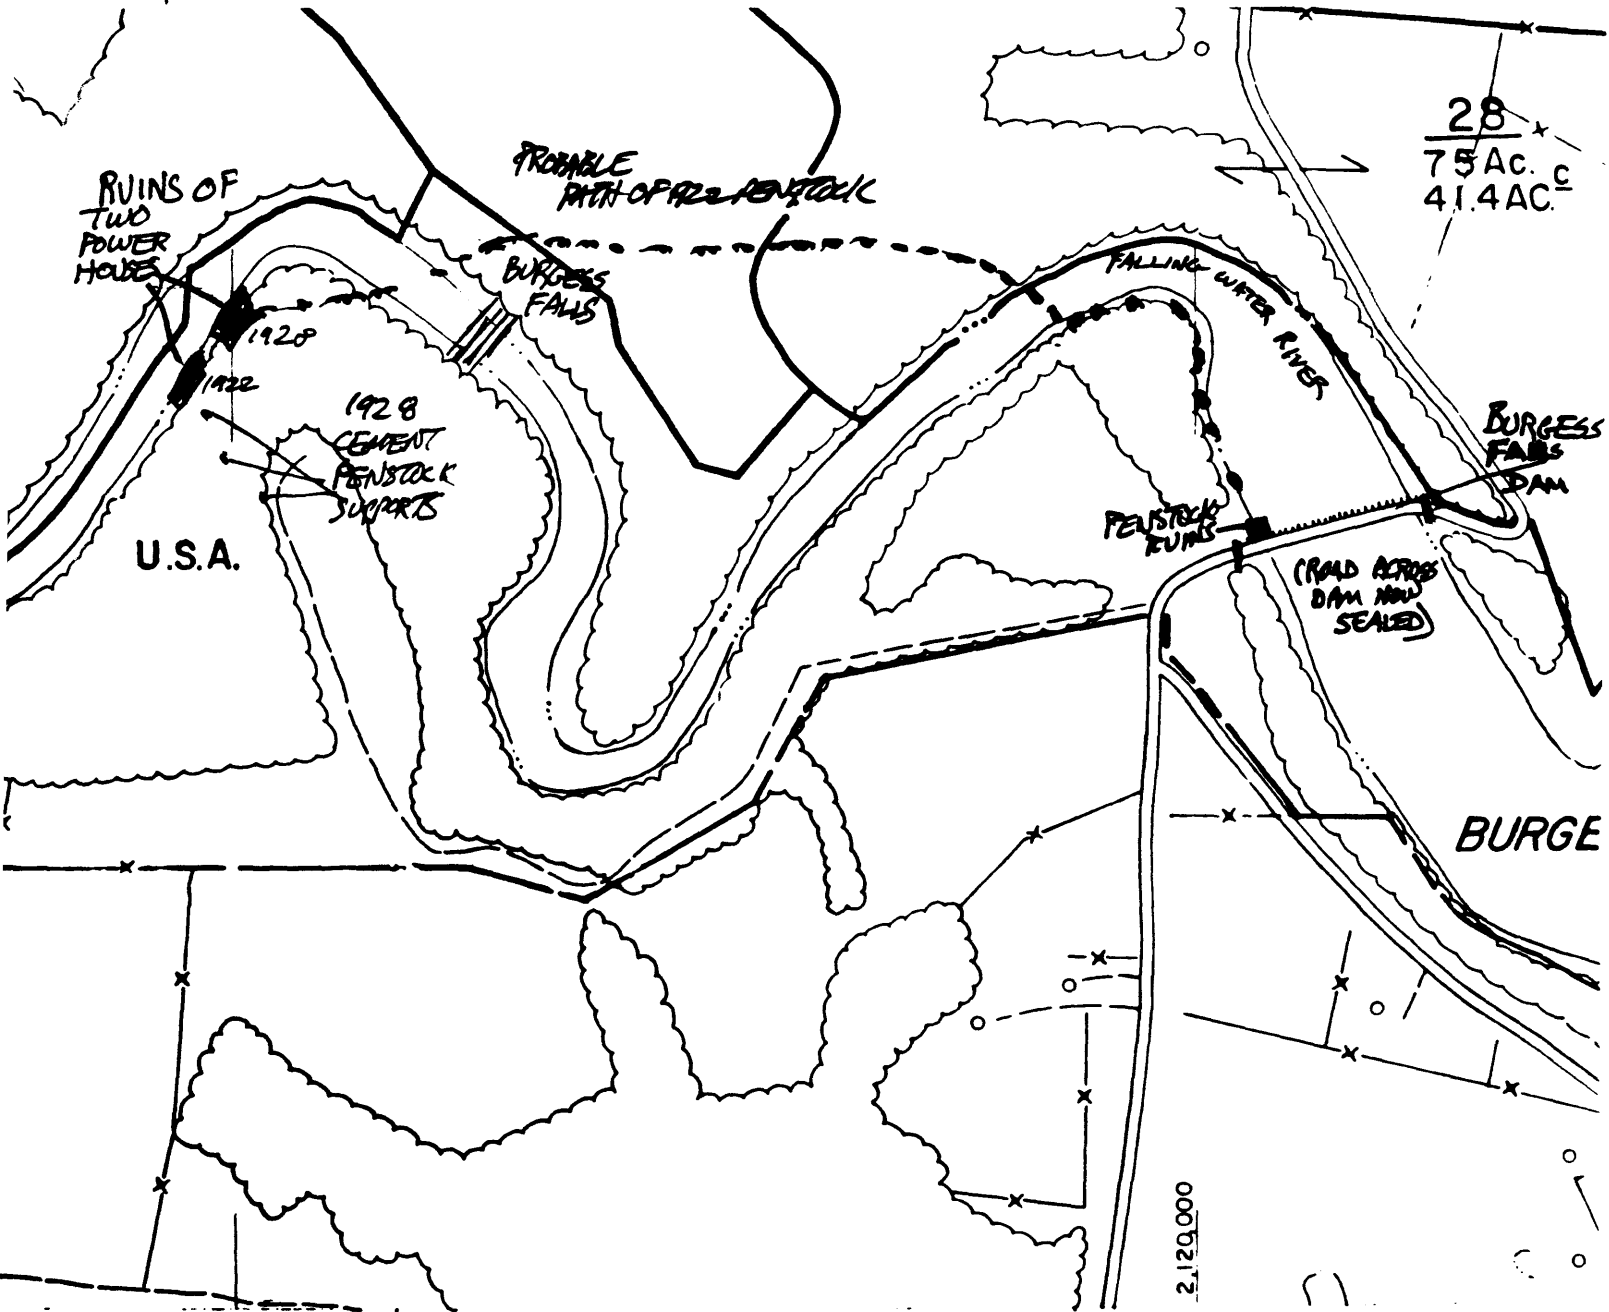 28
75 AC.
41.4 AC. C
PROBABLE
PATH OF 1922 PENSTOCK
RUINS OF
TWO
POWER
HOUSES
BURGESS
FALLS
FALLING WATER RIVER
1928
1922
1928
CEMENT
PENSTOCK
SUPPORTS
BURGESS
FALLS
DAM
PENSTOCK
RUINS
U.S.A.
(ROAD ACROSS
DAM NOW
SEALED)
BURGE
2,120,000